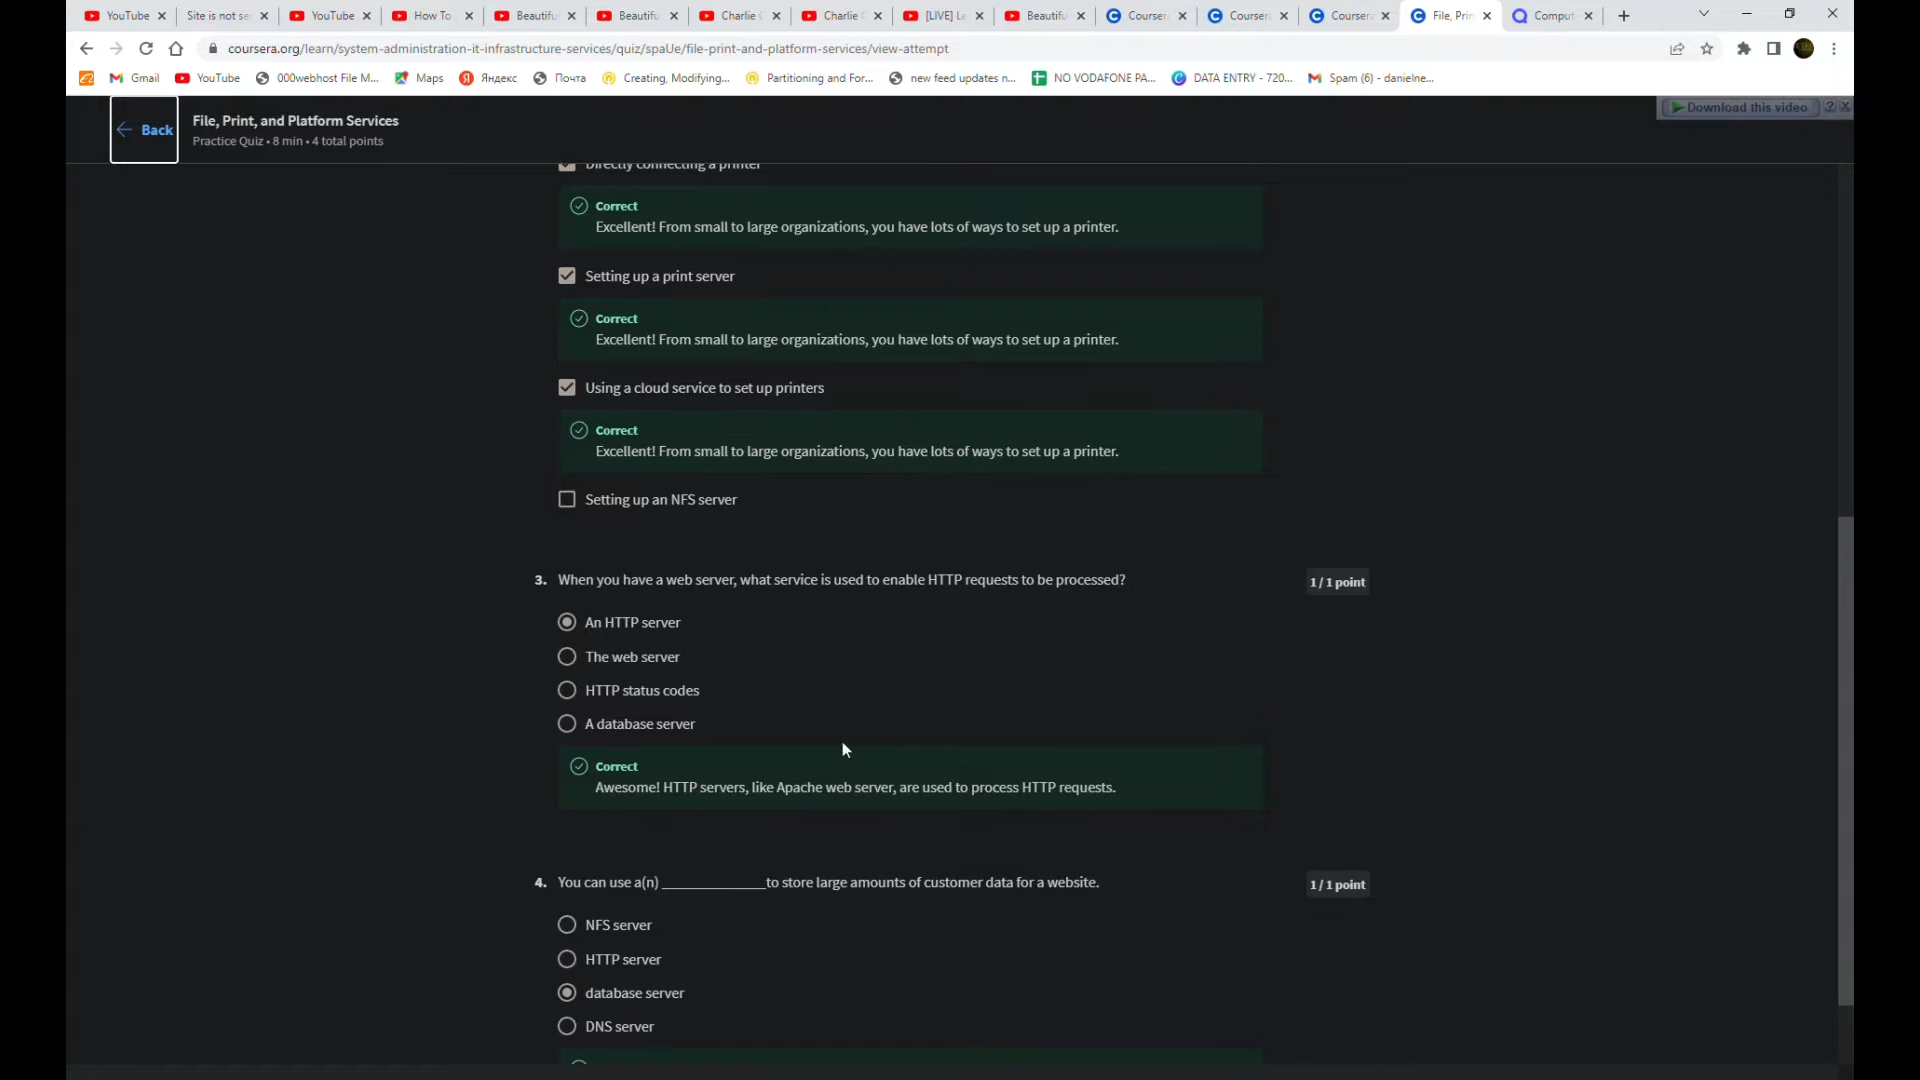 YouTube
Site is not se
YouTube
How To
Beautifu
Beautifu
Charlie C
Charlie C
[LIVE] Le
Beautifu
Courser
Courser
Coursera
File, Prin
Comput
coursera.org/learn/system-administration-it-infrastructure-services/quiz/spaUe/file-print-and-platform-services/view-attempt
Gmail
YouTube
000webhost File M...
Maps
Яндекс
Почта
Creating, Modifying...
Partitioning and For...
new feed updates n...
NO VODAFONE PA...
DATA ENTRY - 720...
Spam (6) - danielne...
Back
File, Print, and Platform Services
Practice Quiz • 8 min • 4 total points
Download this video
Directly connecting a printer
Correct
Excellent! From small to large organizations, you have lots of ways to set up a printer.
Setting up a print server
Correct
Excellent! From small to large organizations, you have lots of ways to set up a printer.
Using a cloud service to set up printers
Correct
Excellent! From small to large organizations, you have lots of ways to set up a printer.
Setting up an NFS server
3. When you have a web server, what service is used to enable HTTP requests to be processed?
1 / 1 point
An HTTP server
The web server
HTTP status codes
A database server
Correct
Awesome! HTTP servers, like Apache web server, are used to process HTTP requests.
4. You can use a(n) ______________to store large amounts of customer data for a website.
1 / 1 point
NFS server
HTTP server
database server
DNS server